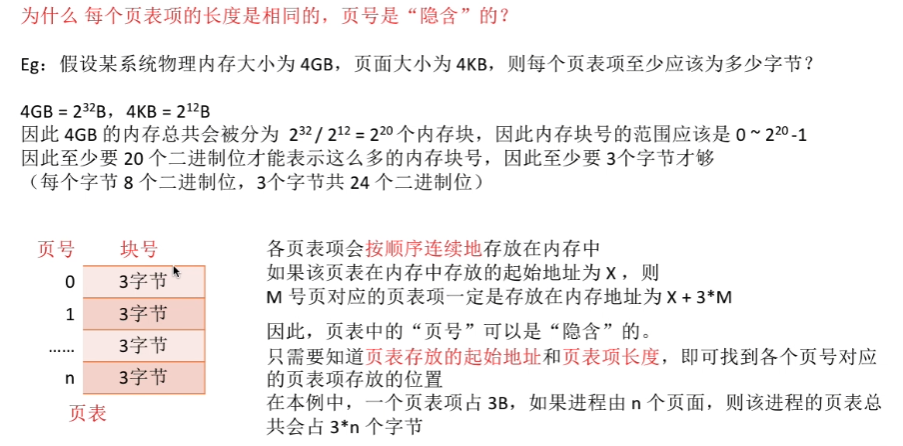 为什么 每个页表项的长度是相同的，页号是“隐含”的？
Eg：假设某系统物理内存大小为 4GB，页面大小为 4KB，则每个页表项至少应该为多少字节？
4GB = 2³²B，4KB = 2¹²B
因此 4GB 的内存总共会被分为 2³² / 2¹² = 2²⁰ 个内存块，因此内存块号的范围应该是 0 ~ 2²⁰ -1
因此至少要 20 个二进制位才能表示这么多的内存块号，因此至少要 3个字节才够
（每个字节 8 个二进制位，3个字节共 24 个二进制位）
页号 块号
0 3字节
1 3字节
…… 3字节
n 3字节
页表
各页表项会按顺序连续地存放在内存中
如果该页表在内存中存放的起始地址为 X ，则
M 号页对应的页表项一定是存放在内存地址为 X + 3*M
因此，页表中的“页号”可以是“隐含”的。
只需要知道页表存放的起始地址和页表项长度，即可找到各个页号对应
的页表项存放的位置
在本例中，一个页表项占 3B，如果进程由 n 个页面，则该进程的页表总
共会占 3*n 个字节